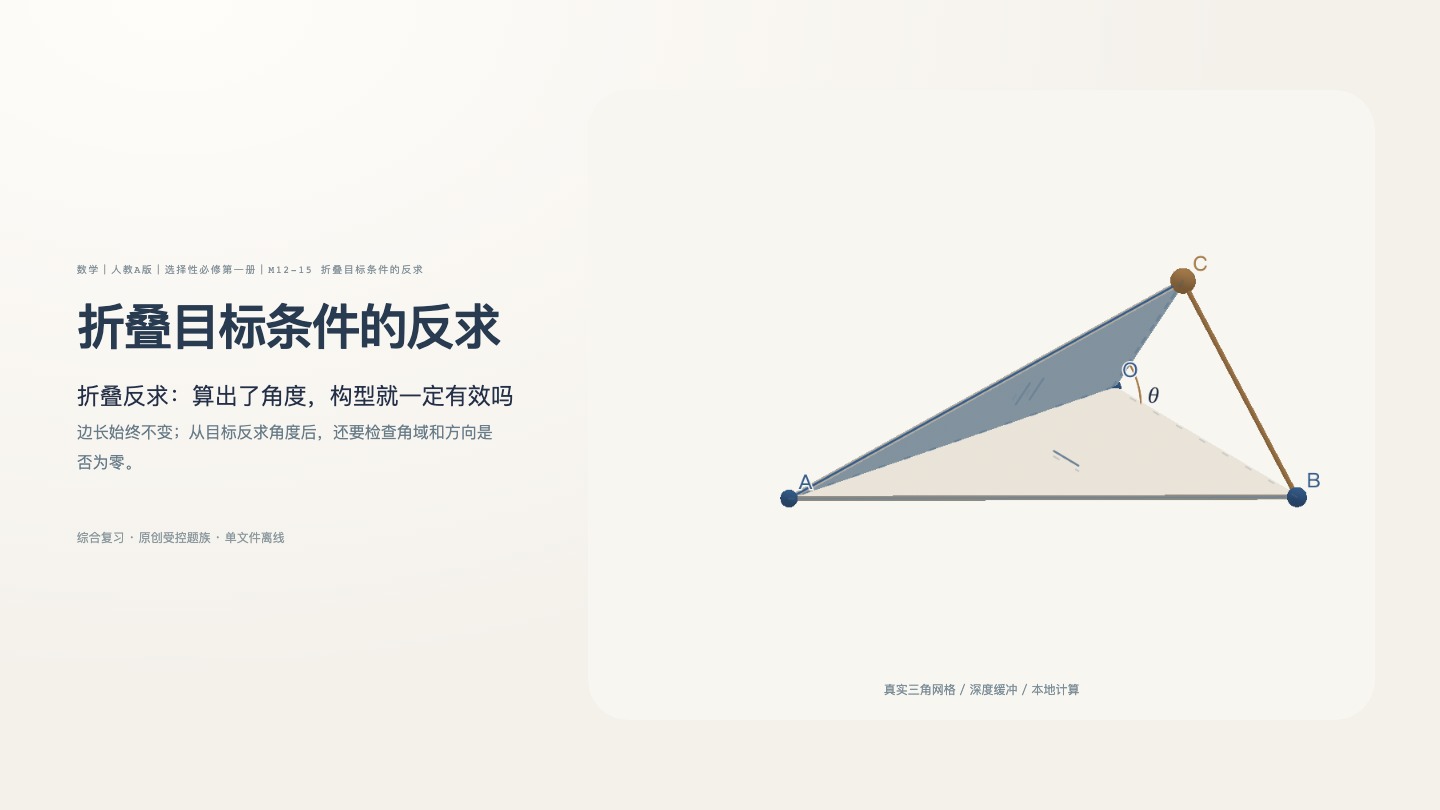 数学｜人教A版｜选择性必修第一册｜M12-15 折叠目标条件的反求
折叠目标条件的反求
折叠反求：算出了角度，构型就一定有效吗
边长始终不变；从目标反求角度后，还要检查角域和方向是
否为零。
综合复习 · 原创受控题族 · 单文件离线
C
O
θ
A
B
真实三角网格 / 深度缓冲 / 本地计算